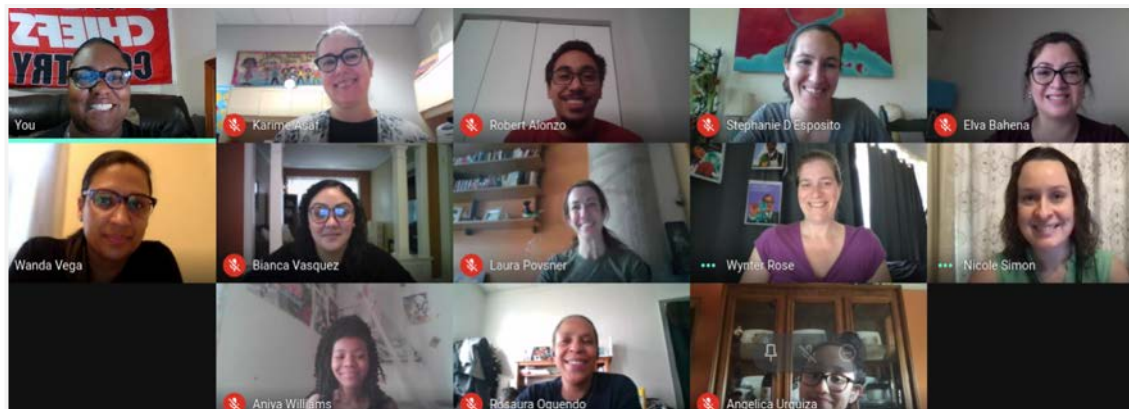 CHIEFS
You
Karime Asaf
Robert Alonzo
Stephanie D'Esposito
Elva Bahena
Wanda Vega
Bianca Vasquez
Laura Povsner
Wynter Rose
Nicole Simon
Aniya Williams
Rosaura Oquendo
Angelica Urquiza